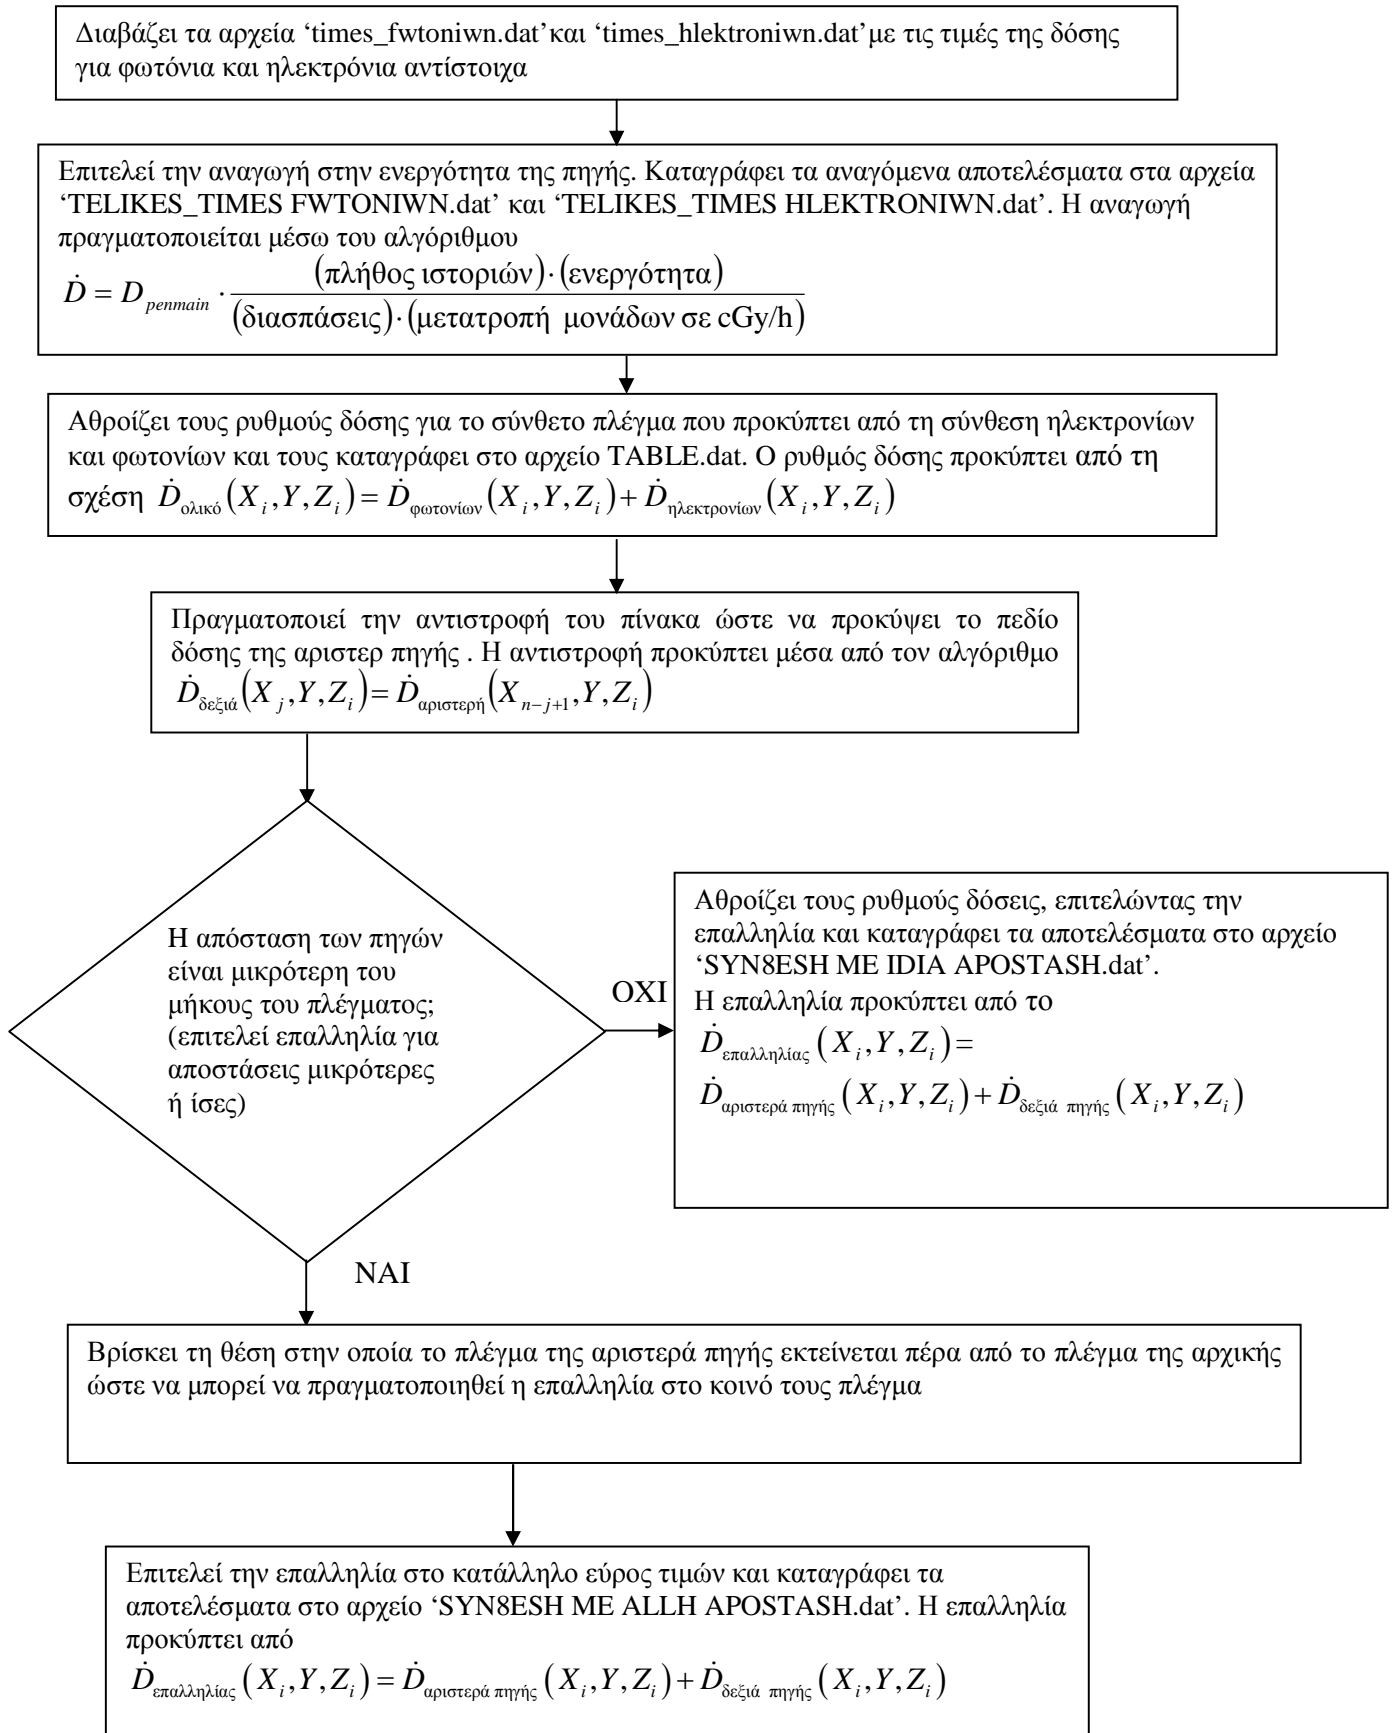 Διαβάζει τα αρχεία ‘times_fwtoniwn.dat’και ‘times_hlektroniwn.dat’με τις τιμές της δόσης
για φωτόνια και ηλεκτρόνια αντίστοιχα
Επιτελεί την αναγωγή στην ενεργότητα της πηγής. Καταγράφει τα αναγόμενα αποτελέσματα στα αρχεία
‘TELIKES_TIMES FWTONIWN.dat’ και ‘TELIKES_TIMES HLEKTRONIWN.dat’. Η αναγωγή
πραγματοποιείται μέσω του αλγόριθμου
Ḋ = D_penmain · (πλήθος ιστοριών)·(ενεργότητα) / (διασπάσεις)·(μετατροπή μονάδων σε cGy/h)
Αθροίζει τους ρυθμούς δόσης για το σύνθετο πλέγμα που προκύπτει από τη σύνθεση ηλεκτρονίων
και φωτονίων και τους καταγράφει στο αρχείο TABLE.dat. Ο ρυθμός δόσης προκύπτει από τη
σχέση Ḋ_ολικό(X_i,Y,Z_i) = Ḋ_φωτονίων(X_i,Y,Z_i) + Ḋ_ηλεκτρονίων(X_i,Y,Z_i)
Πραγματοποιεί την αντιστροφή του πίνακα ώστε να προκύψει το πεδίο
δόσης της αριστερ πηγής . Η αντιστροφή προκύπτει μέσα από τον αλγόριθμο
Ḋ_δεξιά(X_j,Y,Z_i) = Ḋ_αριστερή(X_n−j+1,Y,Z_i)
Η απόσταση των πηγών
είναι μικρότερη του
μήκους του πλέγματος;
(επιτελεί επαλληλία για
αποστάσεις μικρότερες
ή ίσες)
ΟΧΙ
Αθροίζει τους ρυθμούς δόσεις, επιτελώντας την
επαλληλία και καταγράφει τα αποτελέσματα στο αρχείο
‘SYN8ESH ME IDIA APOSTASH.dat’.
Η επαλληλία προκύπτει από το
Ḋ_επαλληλίας(X_i,Y,Z_i) =
Ḋ_αριστερά πηγής(X_i,Y,Z_i) + Ḋ_δεξιά πηγής(X_i,Y,Z_i)
ΝΑΙ
Βρίσκει τη θέση στην οποία το πλέγμα της αριστερά πηγής εκτείνεται πέρα από το πλέγμα της αρχικής
ώστε να μπορεί να πραγματοποιηθεί η επαλληλία στο κοινό τους πλέγμα
Επιτελεί την επαλληλία στο κατάλληλο εύρος τιμών και καταγράφει τα
αποτελέσματα στο αρχείο ‘SYN8ESH ME ALLH APOSTASH.dat’. Η επαλληλία
προκύπτει από
Ḋ_επαλληλίας(X_i,Y,Z_i) = Ḋ_αριστερά πηγής(X_i,Y,Z_i) + Ḋ_δεξιά πηγής(X_i,Y,Z_i)